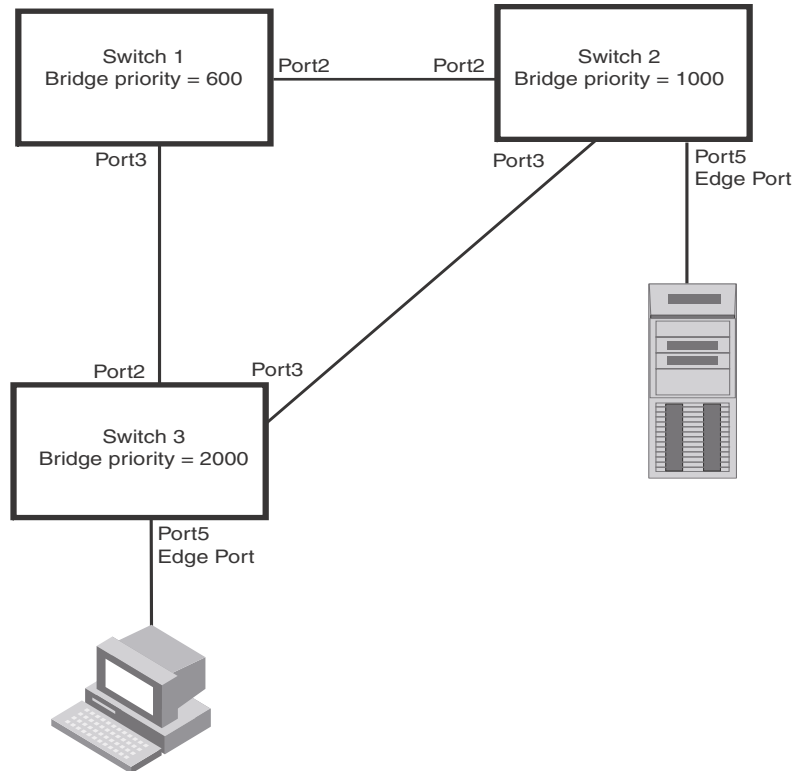 Switch 1
Bridge priority = 600
Port2
Port2
Switch 2
Bridge priority = 1000
Port3
Port3
Port5
Edge Port
Port2
Port3
Switch 3
Bridge priority = 2000
Port5
Edge Port